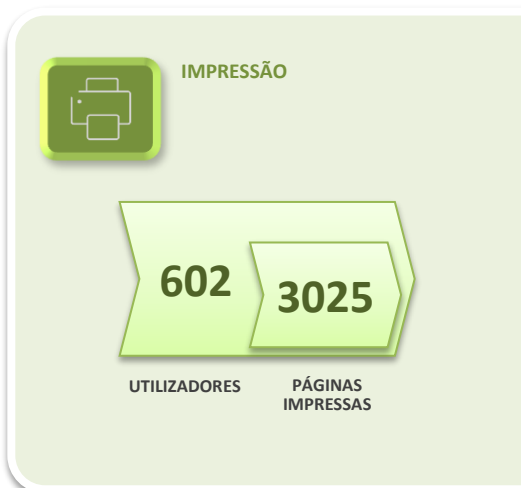 IMPRESSÃO
602
3025
UTILIZADORES
PÁGINAS
IMPRESSAS